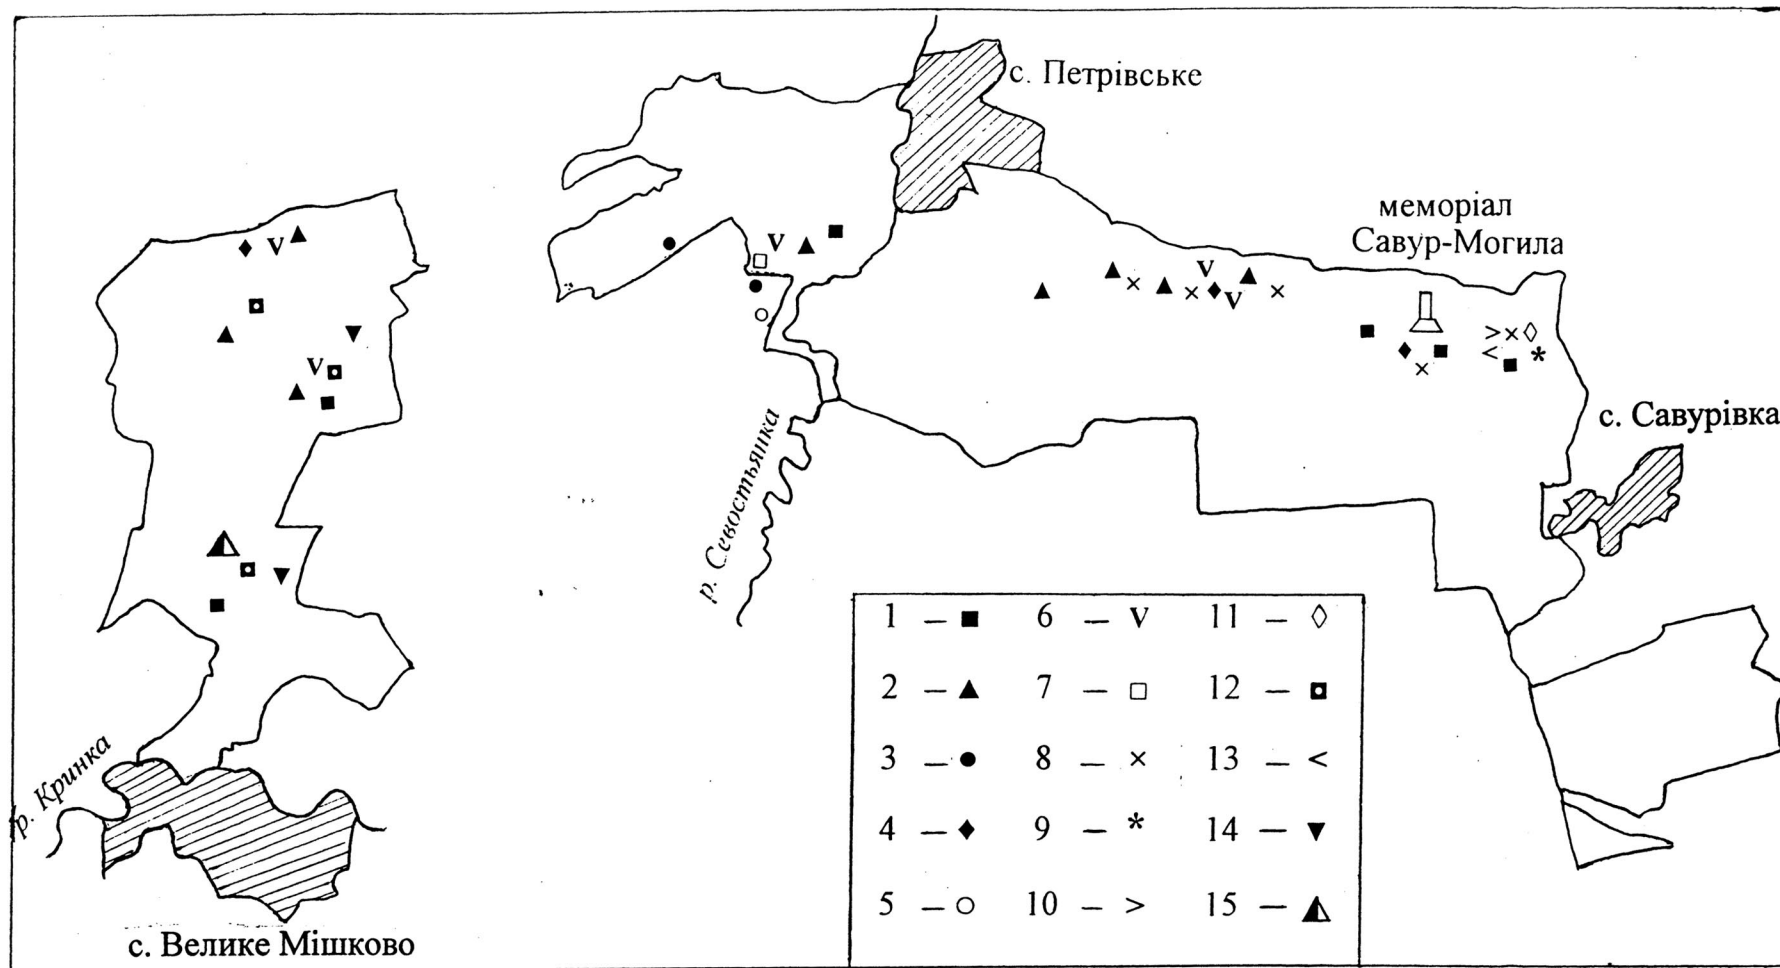 с. Петрівське
меморіал
Савур-Могила
с. Савурівка
р. Севостьянка
р. Кринка
с. Велике Мішково
1 – ■ 6 – v 11 – ◊
2 – ▲ 7 – □ 12 – ◘
3 – ● 8 – × 13 – <
4 – ♦ 9 – * 14 – ▼
5 – ○ 10 – > 15 – ◭